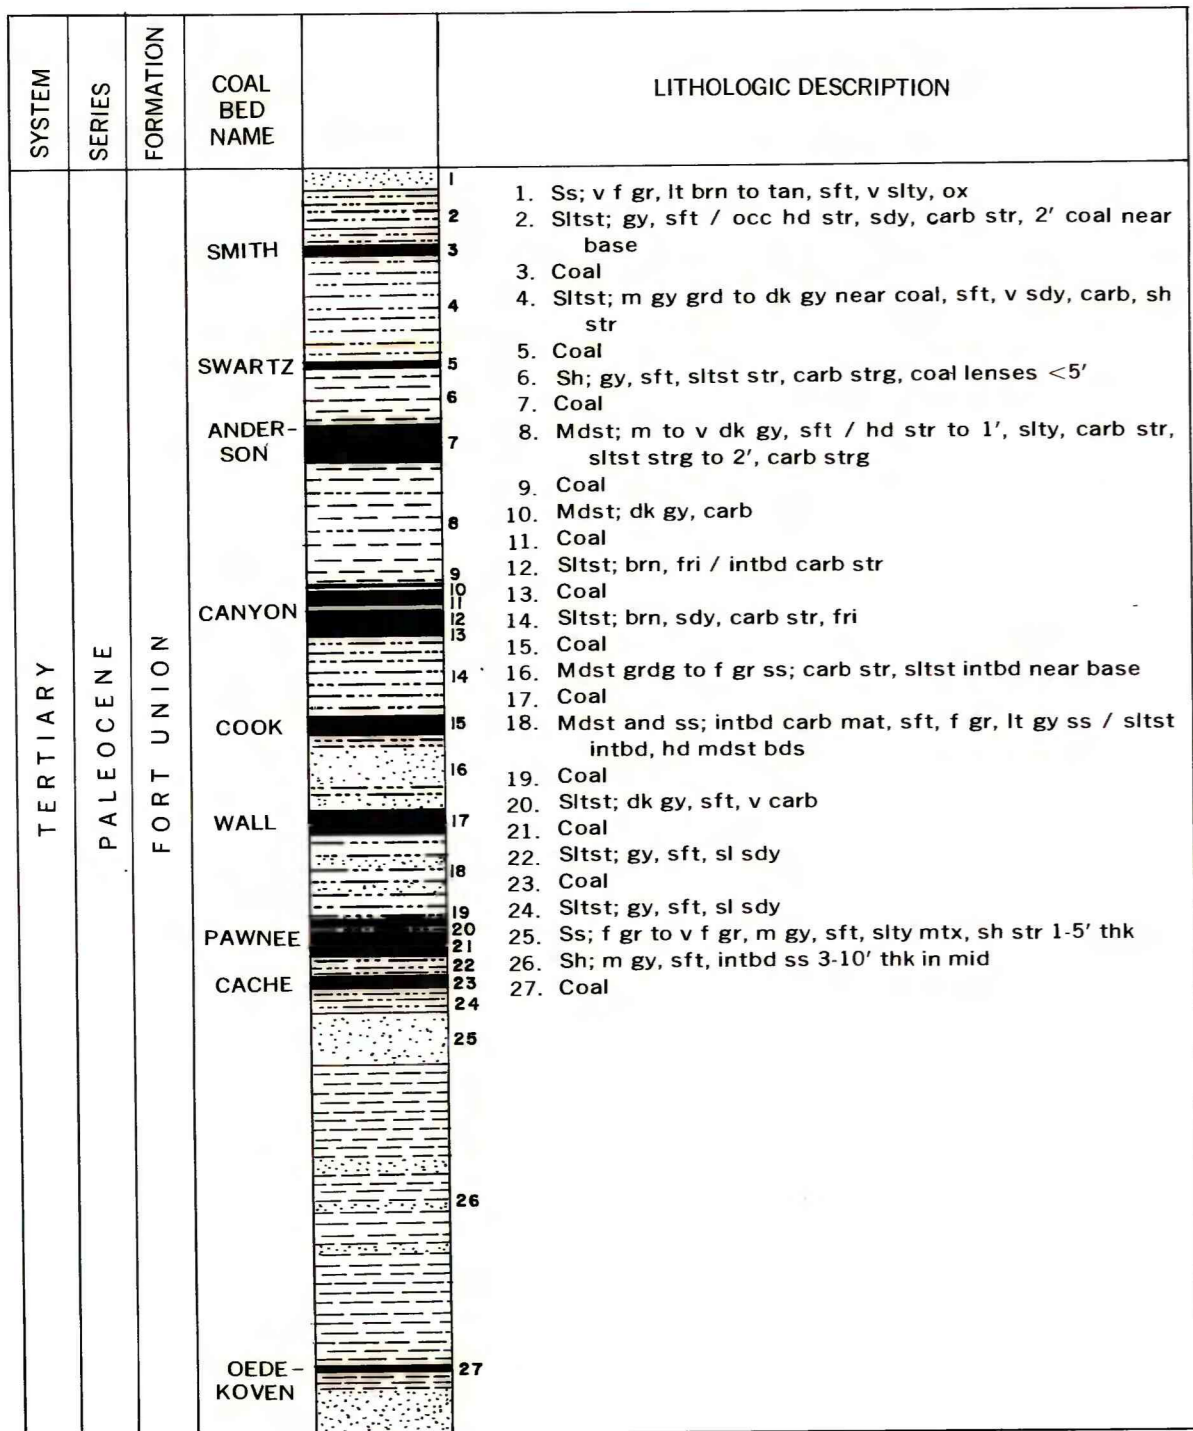 SYSTEM
SERIES
FORMATION
COAL
BED
NAME
LITHOLOGIC DESCRIPTION
TERTIARY
PALEOCENE
FORT UNION
SMITH
SWARTZ
ANDER-
SON
CANYON
COOK
WALL
PAWNEE
CACHE
OEDE-
KOVEN
1
2
3
4
5
6
7
8
9
10
11
12
13
14
15
16
17
18
19
20
21
22
23
24
25
26
27
1. Ss; v f gr, lt brn to tan, sft, v slty, ox
2. Sltst; gy, sft / occ hd str, sdy, carb str, 2' coal near
base
3. Coal
4. Sltst; m gy grd to dk gy near coal, sft, v sdy, carb, sh
str
5. Coal
6. Sh; gy, sft, sltst str, carb strg, coal lenses <5'
7. Coal
8. Mdst; m to v dk gy, sft / hd str to 1', slty, carb str,
sltst strg to 2', carb strg
9. Coal
10. Mdst; dk gy, carb
11. Coal
12. Sltst; brn, fri / intbd carb str
13. Coal
14. Sltst; brn, sdy, carb str, fri
15. Coal
16. Mdst grdg to f gr ss; carb str, sltst intbd near base
17. Coal
18. Mdst and ss; intbd carb mat, sft, f gr, lt gy ss / sltst
intbd, hd mdst bds
19. Coal
20. Sltst; dk gy, sft, v carb
21. Coal
22. Sltst; gy, sft, sl sdy
23. Coal
24. Sltst; gy, sft, sl sdy
25. Ss; f gr to v f gr, m gy, sft, slty mtx, sh str 1-5' thk
26. Sh; m gy, sft, intbd ss 3-10' thk in mid
27. Coal